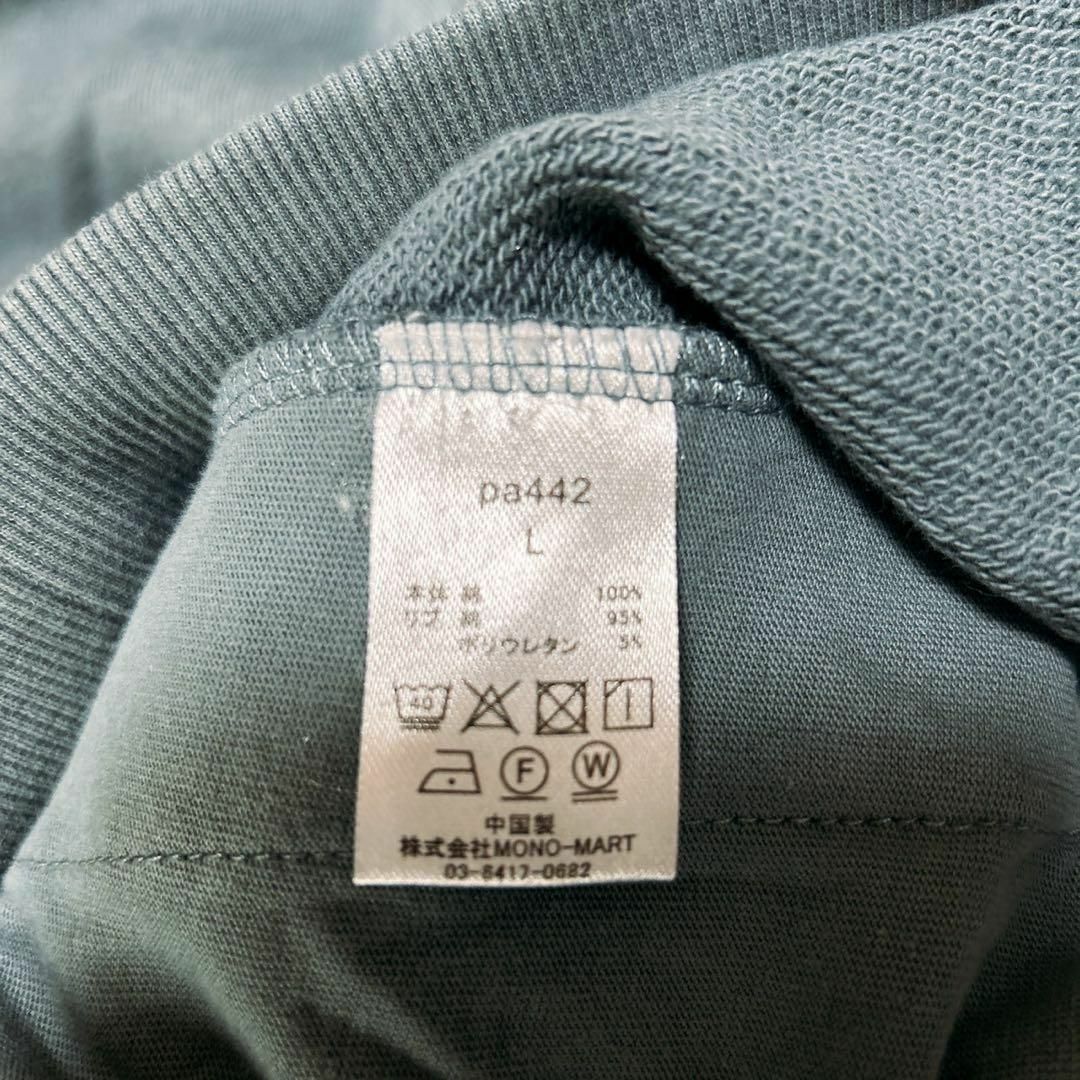 pa442
L
本体 綿 100%
リブ 綿 95%
ポリウレタン 5%
40
F W
中国製
株式会社MONO-MART
03-6417-0682